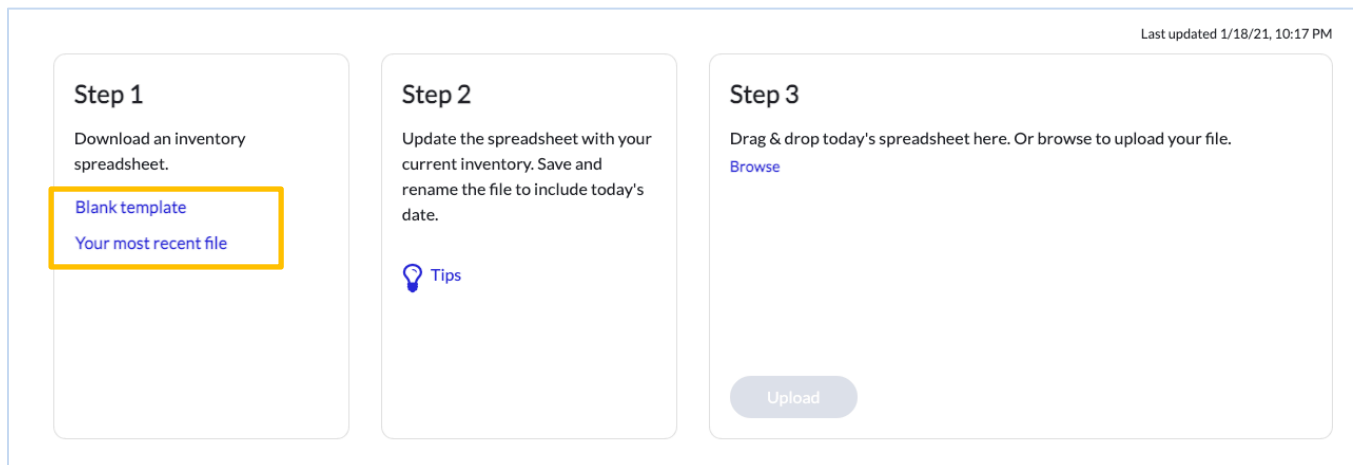 Last updated 1/18/21, 10:17 PM
Step 1
Download an inventory
spreadsheet.
Blank template
Your most recent file
Step 2
Update the spreadsheet with your
current inventory. Save and
rename the file to include today's
date.
Tips
Step 3
Drag & drop today's spreadsheet here. Or browse to upload your file.
Browse
Upload